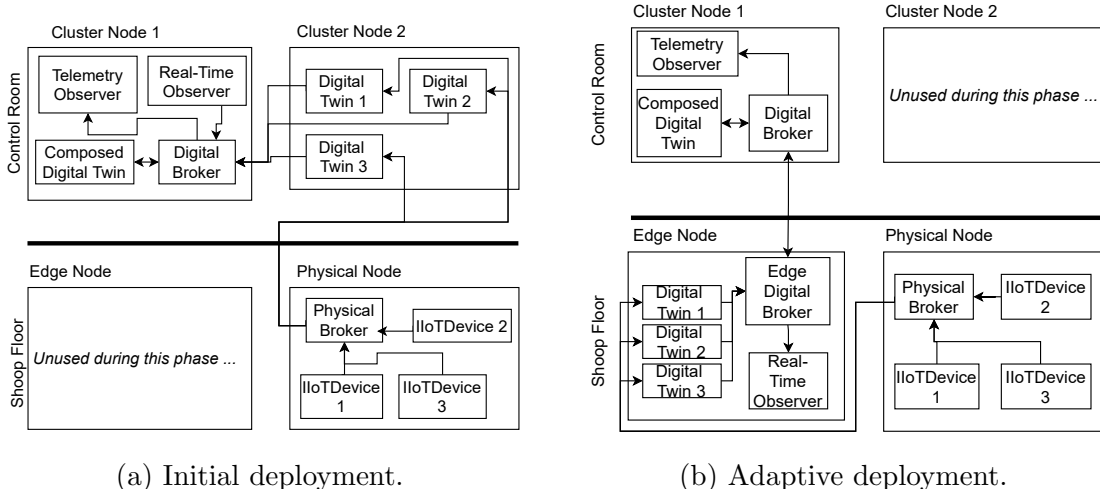 Cluster Node 1
Cluster Node 2
Control Room
Telemetry
Observer
Real-Time
Observer
Composed
Digital Twin
Digital
Broker
Digital
Twin 1
Digital
Twin 2
Digital
Twin 3
Edge Node
Physical Node
Shoop Floor
Unused during this phase ...
Physical
Broker
IIoTDevice 2
IIoTDevice
1
IIoTDevice
3
(a) Initial deployment.
Cluster Node 1
Cluster Node 2
Control Room
Telemetry
Observer
Composed
Digital
Twin
Digital
Broker
Unused during this phase ...
Edge Node
Physical Node
Shoop Floor
Digital
Twin 1
Digital
Twin 2
Digital
Twin 3
Edge
Digital
Broker
Real-
Time
Observer
Physical
Broker
IIoTDevice
2
IIoTDevice
1
IIoTDevice
3
(b) Adaptive deployment.